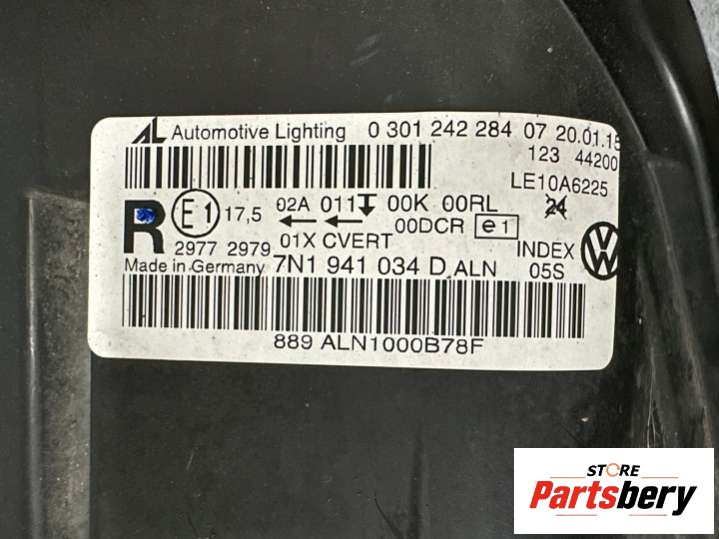 AL Automotive Lighting 0 301 242 284 07 20.01.18
123 44200
LE10A6225
24
R E1 17,5 02A 011 00K 00RL
01X CVERT 00DCR e1
2977 2979
INDEX
05S
Made in Germany 7N1 941 034 D ALN
889 ALN1000B78F
STORE
Partsbery